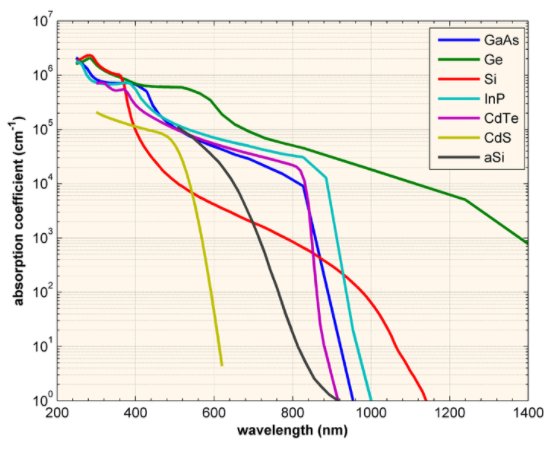 10^7
10^6
10^5
10^4
10^3
10^2
10^1
10^0
absorption coefficient (cm^-1)
GaAs
Ge
Si
InP
CdTe
CdS
aSi
200 400 600 800 1000 1200 1400
wavelength (nm)